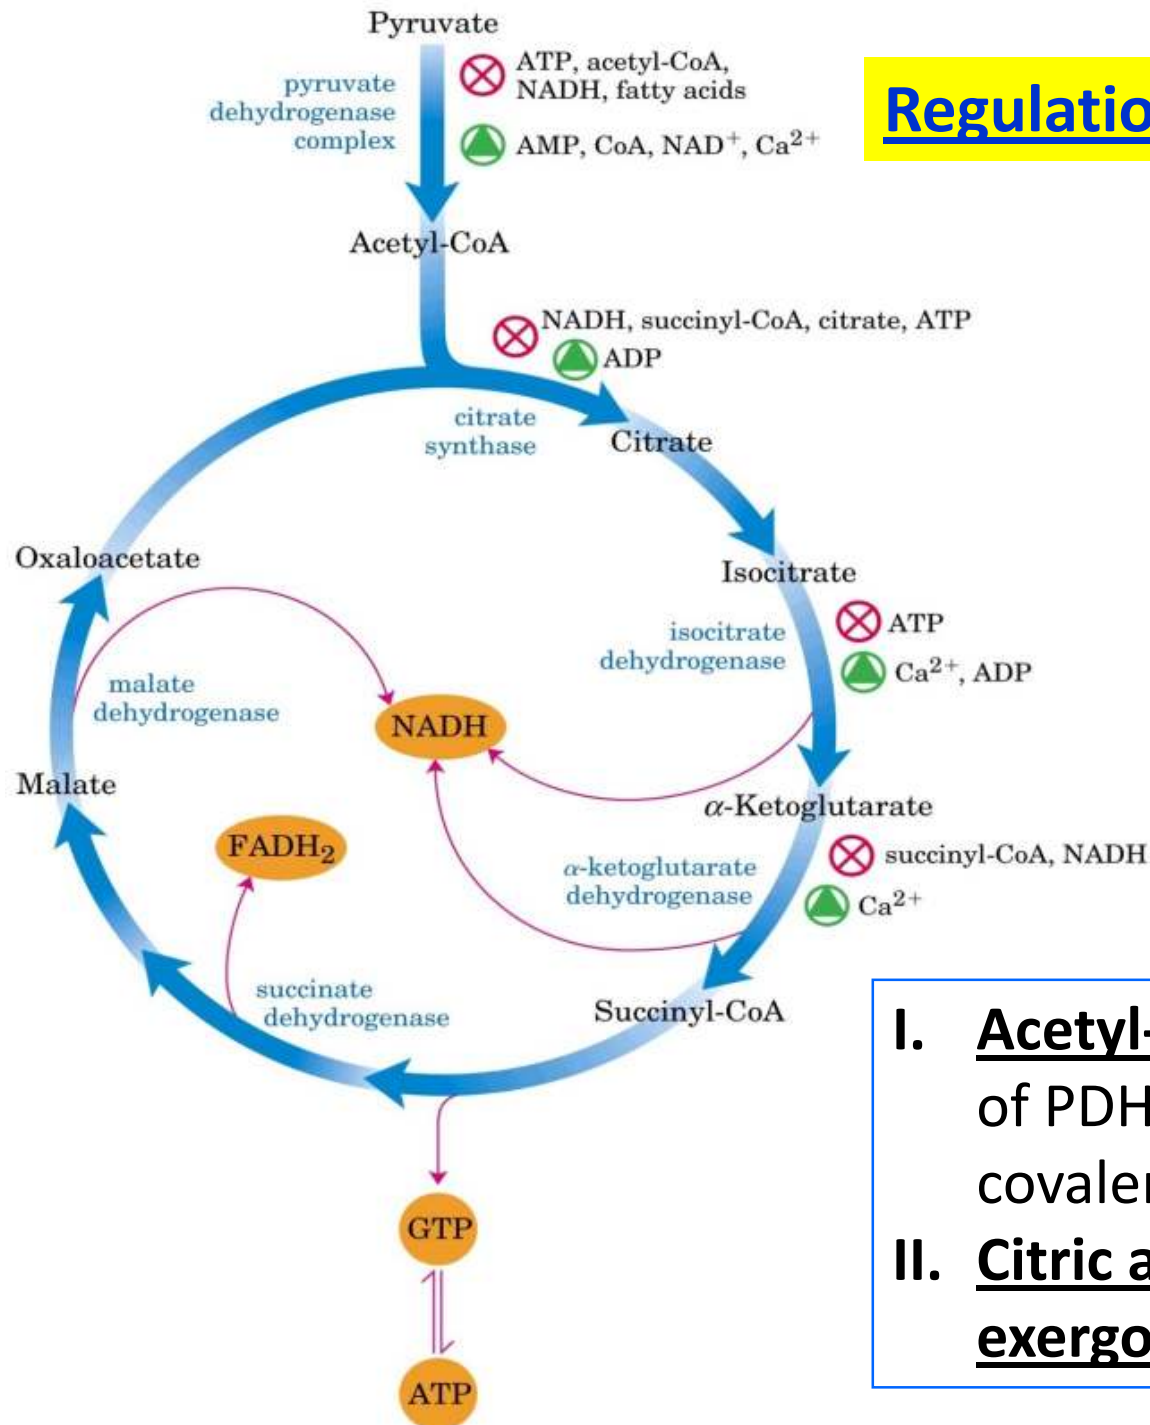 Pyruvate
pyruvate
dehydrogenase
complex
ATP, acetyl-CoA,
NADH, fatty acids
AMP, CoA, NAD⁺, Ca²⁺
Regulatio
Acetyl-CoA
NADH, succinyl-CoA, citrate, ATP
ADP
citrate
synthase
Citrate
Oxaloacetate
Isocitrate
ATP
isocitrate
dehydrogenase
Ca²⁺, ADP
malate
dehydrogenase
NADH
Malate
α-Ketoglutarate
FADH₂
succinyl-CoA, NADH
α-ketoglutarate
dehydrogenase
Ca²⁺
succinate
dehydrogenase
Succinyl-CoA
I. Acetyl-
of PDH
covalen
II. Citric a
exergo
GTP
ATP